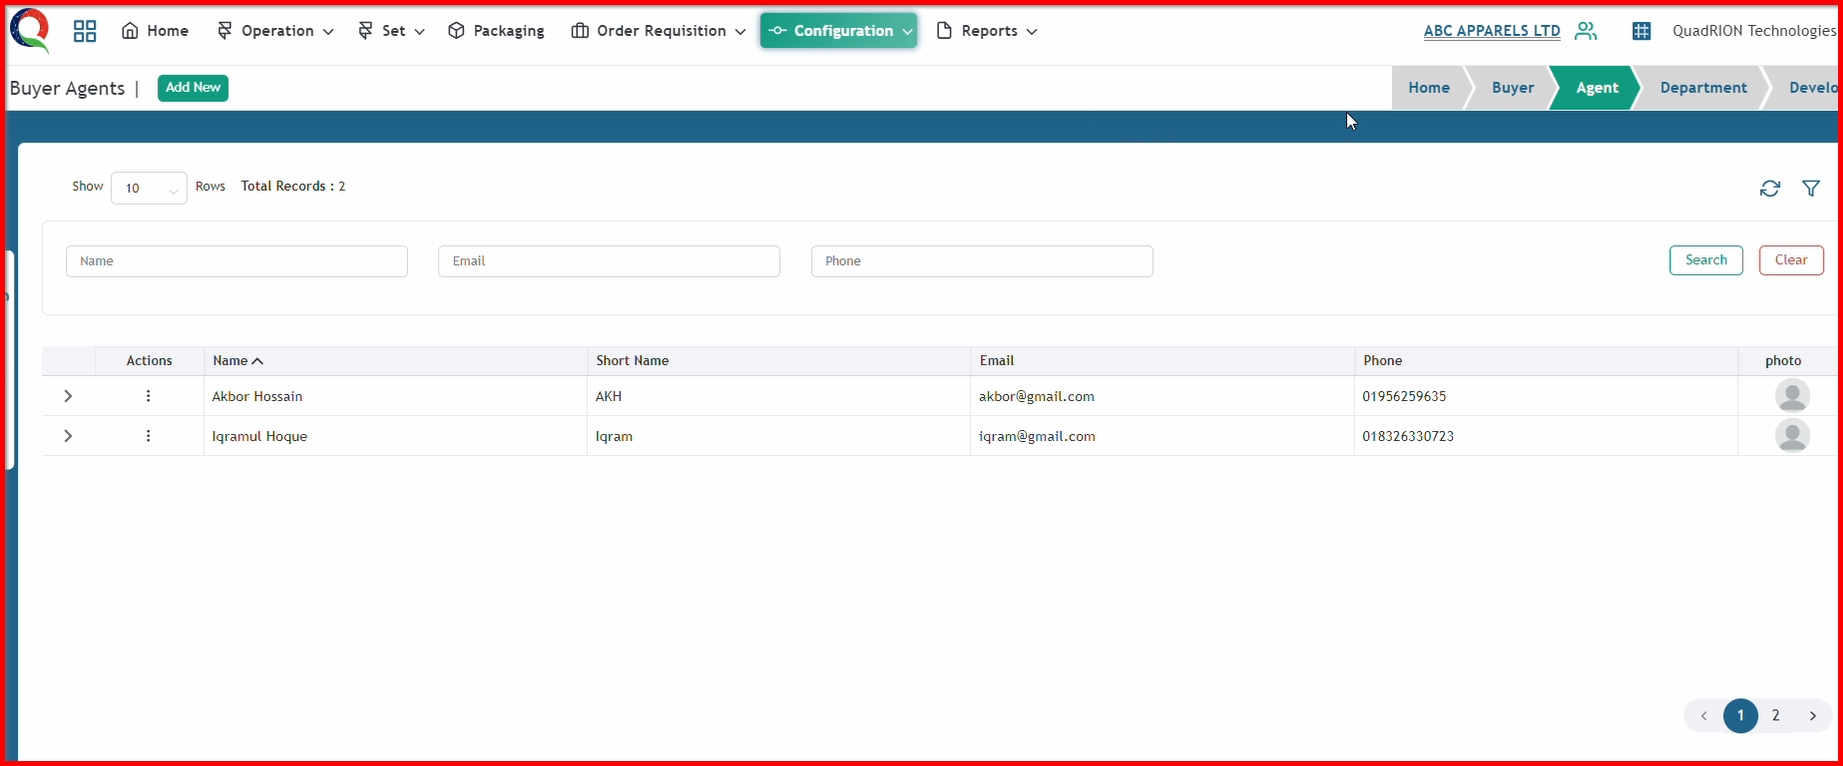 Home Operation Set Packaging Order Requisition Configuration Reports ABC APPARELS LTD QuadRION Technologies
Buyer Agents | Add New Home Buyer Agent Department Develo
Show 10 Rows Total Records : 2
Name Email Phone Search Clear
Actions Name Short Name Email Phone photo
Akbor Hossain AKH akbor@gmail.com 01956259635
Iqramul Hoque Iqram iqram@gmail.com 018326330723
1 2